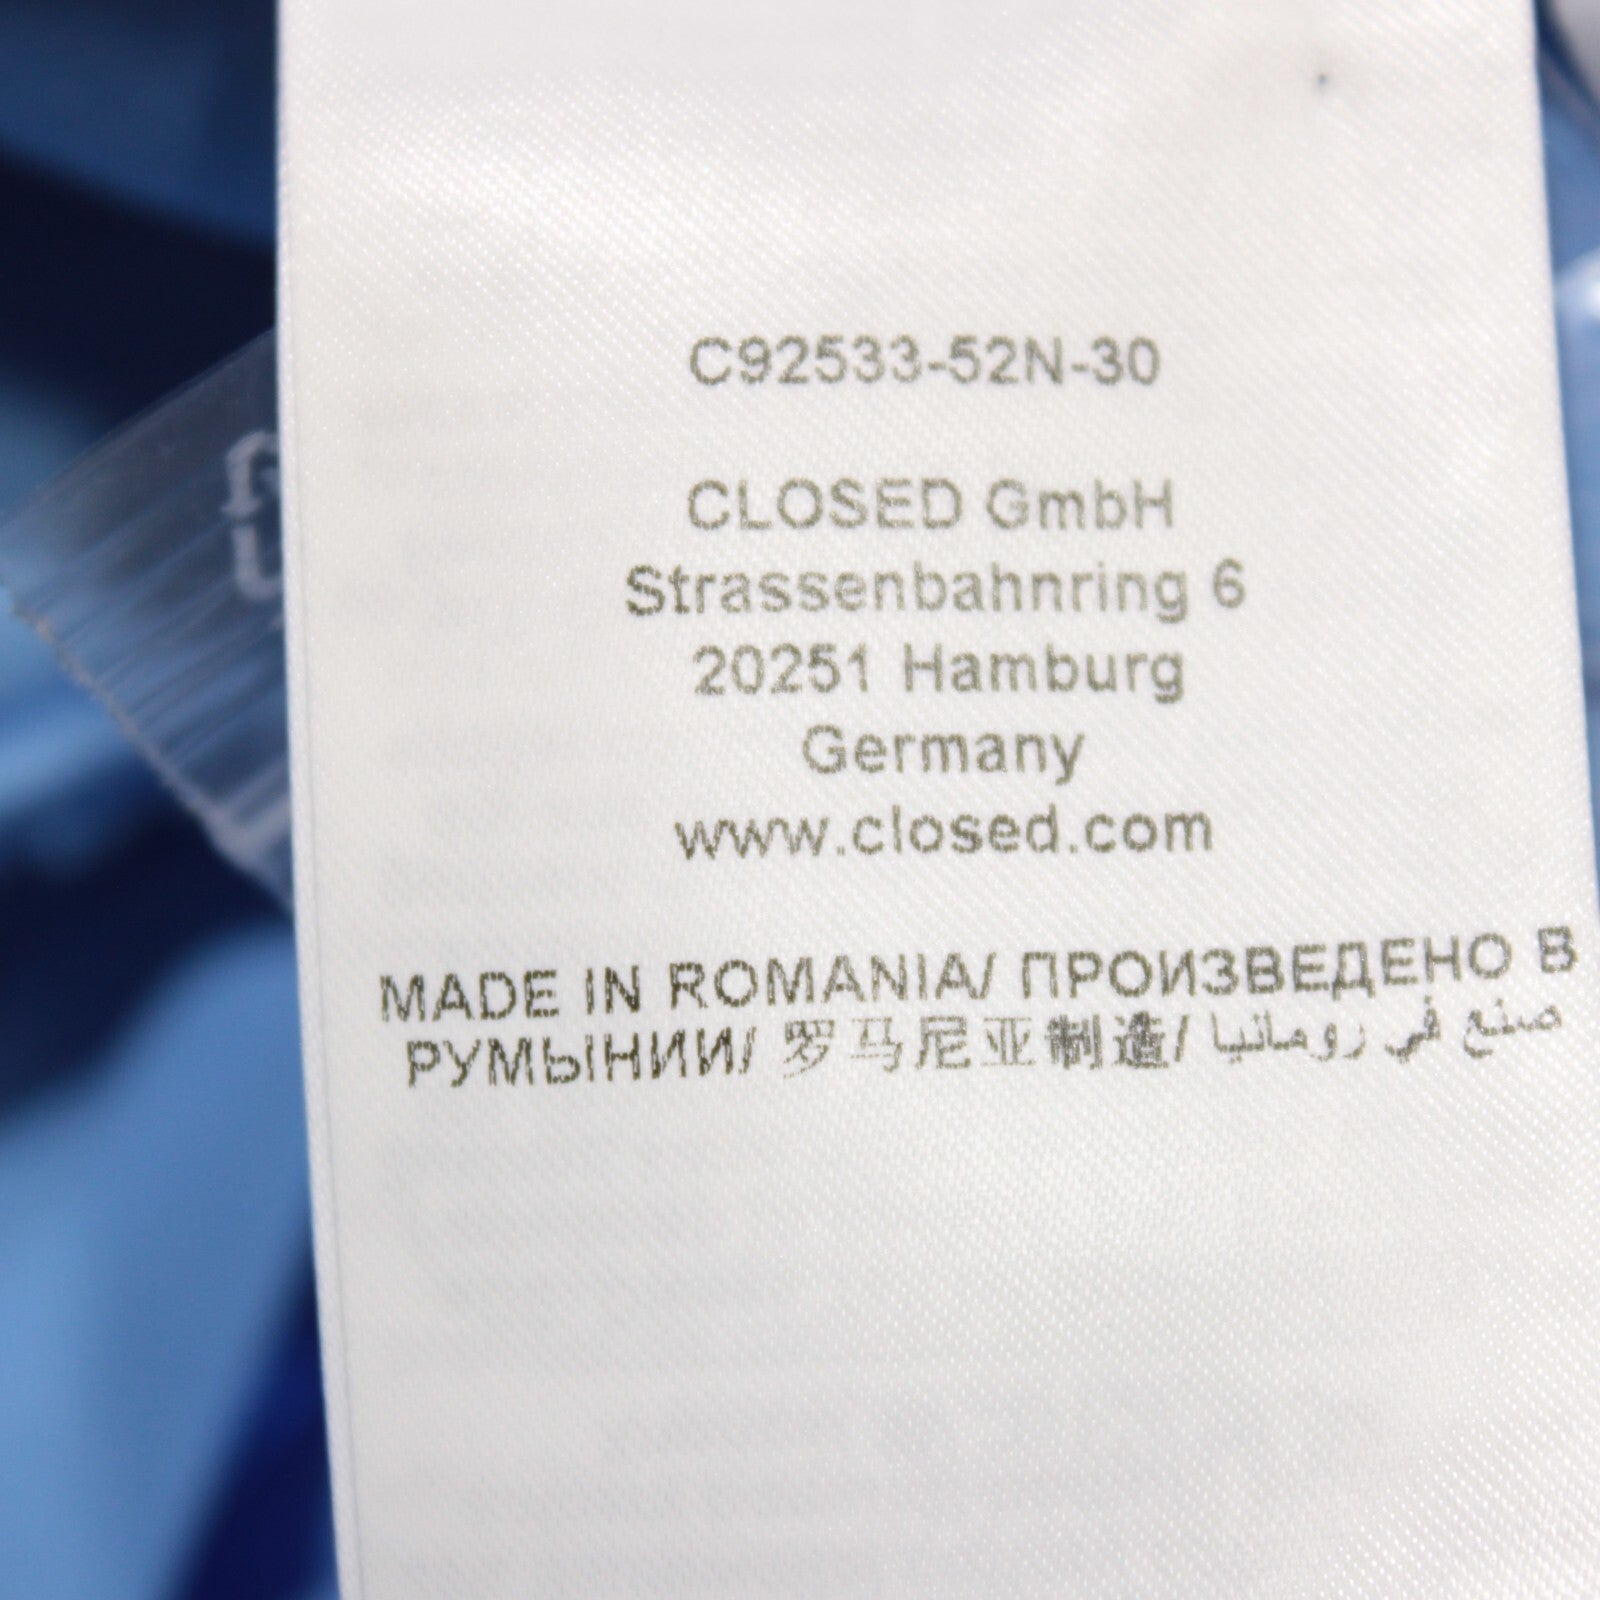 C92533-52N-30
CLOSED GmbH
Strassenbahnring 6
20251 Hamburg
Germany
www.closed.com
MADE IN ROMANIA/ ПРОИЗВЕДЕНО В
РУМЫНИИ/ 罗马尼亚制造/ صنع في رومانيا